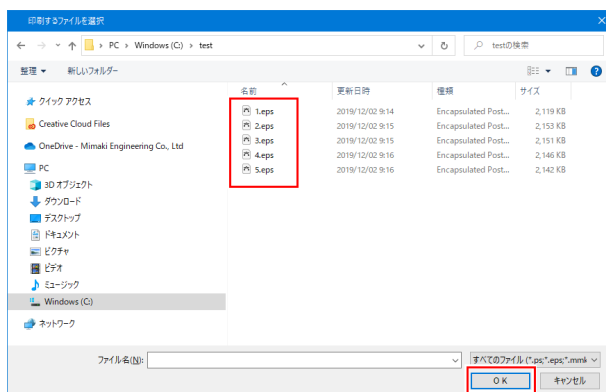 印刷するファイルを選択
PC › Windows (C:) › test
testの検索
整理
新しいフォルダー
名前 更新日時 種類 サイズ
クイック アクセス
Creative Cloud Files
OneDrive - Mimaki Engineering Co., Ltd
PC
3D オブジェクト
ダウンロード
デスクトップ
ドキュメント
ピクチャ
ビデオ
ミュージック
Windows (C:)
ネットワーク
1.eps 2019/12/02 9:14 Encapsulated Post... 2,119 KB
2.eps 2019/12/02 9:15 Encapsulated Post... 2,153 KB
3.eps 2019/12/02 9:15 Encapsulated Post... 2,151 KB
4.eps 2019/12/02 9:16 Encapsulated Post... 2,146 KB
5.eps 2019/12/02 9:16 Encapsulated Post... 2,142 KB
ファイル名(N):
すべてのファイル (*.ps;*.eps;*.mmk
OK
キャンセル